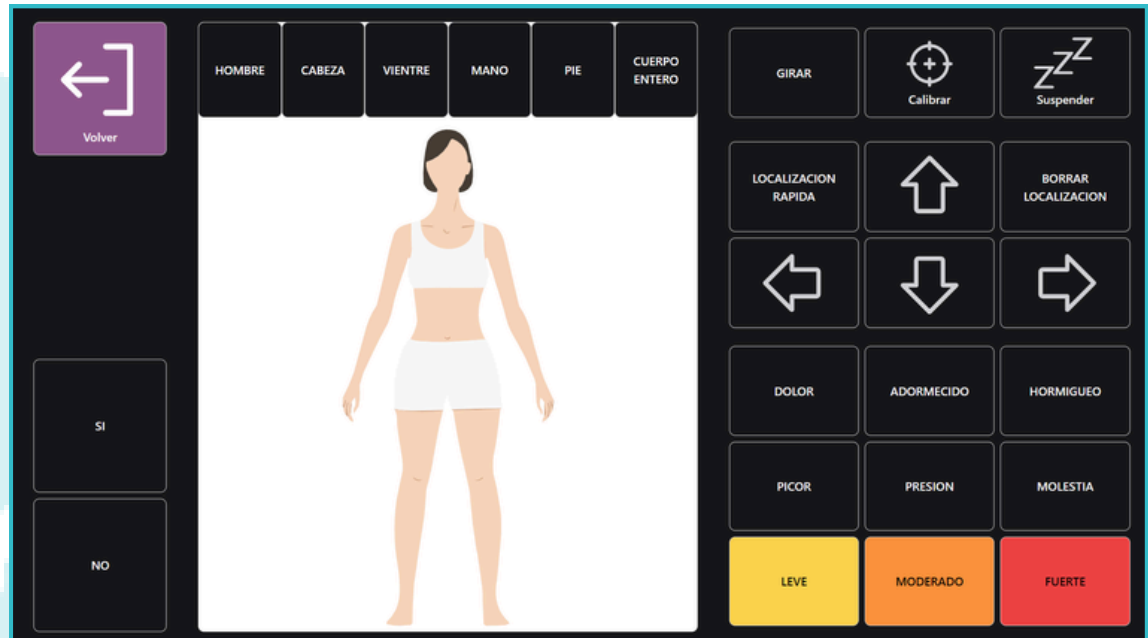 Volver
HOMBRE
CABEZA
VIENTRE
MANO
PIE
CUERPO
ENTERO
GIRAR
Calibrar
ZZZ
Suspender
LOCALIZACION
RAPIDA
BORRAR
LOCALIZACION
SI
NO
DOLOR
ADORMECIDO
HORMIGUEO
PICOR
PRESION
MOLESTIA
LEVE
MODERADO
FUERTE